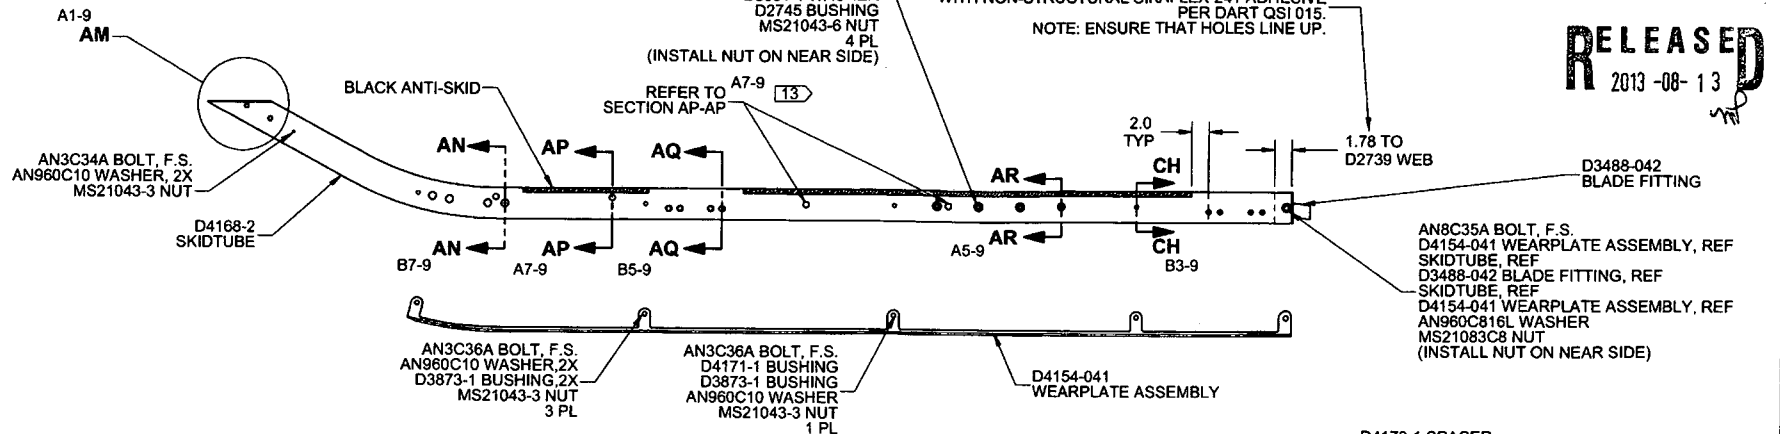 A1-9
AM
D2745 BUSHING
MS21043-6 NUT
4 PL
(INSTALL NUT ON NEAR SIDE)
PER DART QSI 015.
NOTE: ENSURE THAT HOLES LINE UP.
RELEASED
2013-08-13
BLACK ANTI-SKID
REFER TO
SECTION AP-AP
A7-9
13
2.0
TYP
1.78 TO
D2739 WEB
D3488-042
BLADE FITTING
AN3C34A BOLT, F.S.
AN960C10 WASHER, 2X
MS21043-3 NUT
AN
AP
AQ
AR
CH
D4168-2
SKIDTUBE
AN
AP
AQ
AR
CH
B7-9
A7-9
B5-9
A5-9
B3-9
AN8C35A BOLT, F.S.
D4154-041 WEARPLATE ASSEMBLY, REF
SKIDTUBE, REF
D3488-042 BLADE FITTING, REF
SKIDTUBE, REF
D4154-041 WEARPLATE ASSEMBLY, REF
AN960C816L WASHER
MS21083C8 NUT
(INSTALL NUT ON NEAR SIDE)
AN3C36A BOLT, F.S.
AN960C10 WASHER,2X
D3873-1 BUSHING,2X
MS21043-3 NUT
3 PL
AN3C36A BOLT, F.S.
D4171-1 BUSHING
D3873-1 BUSHING
AN960C10 WASHER
MS21043-3 NUT
1 PL
D4154-041
WEARPLATE ASSEMBLY